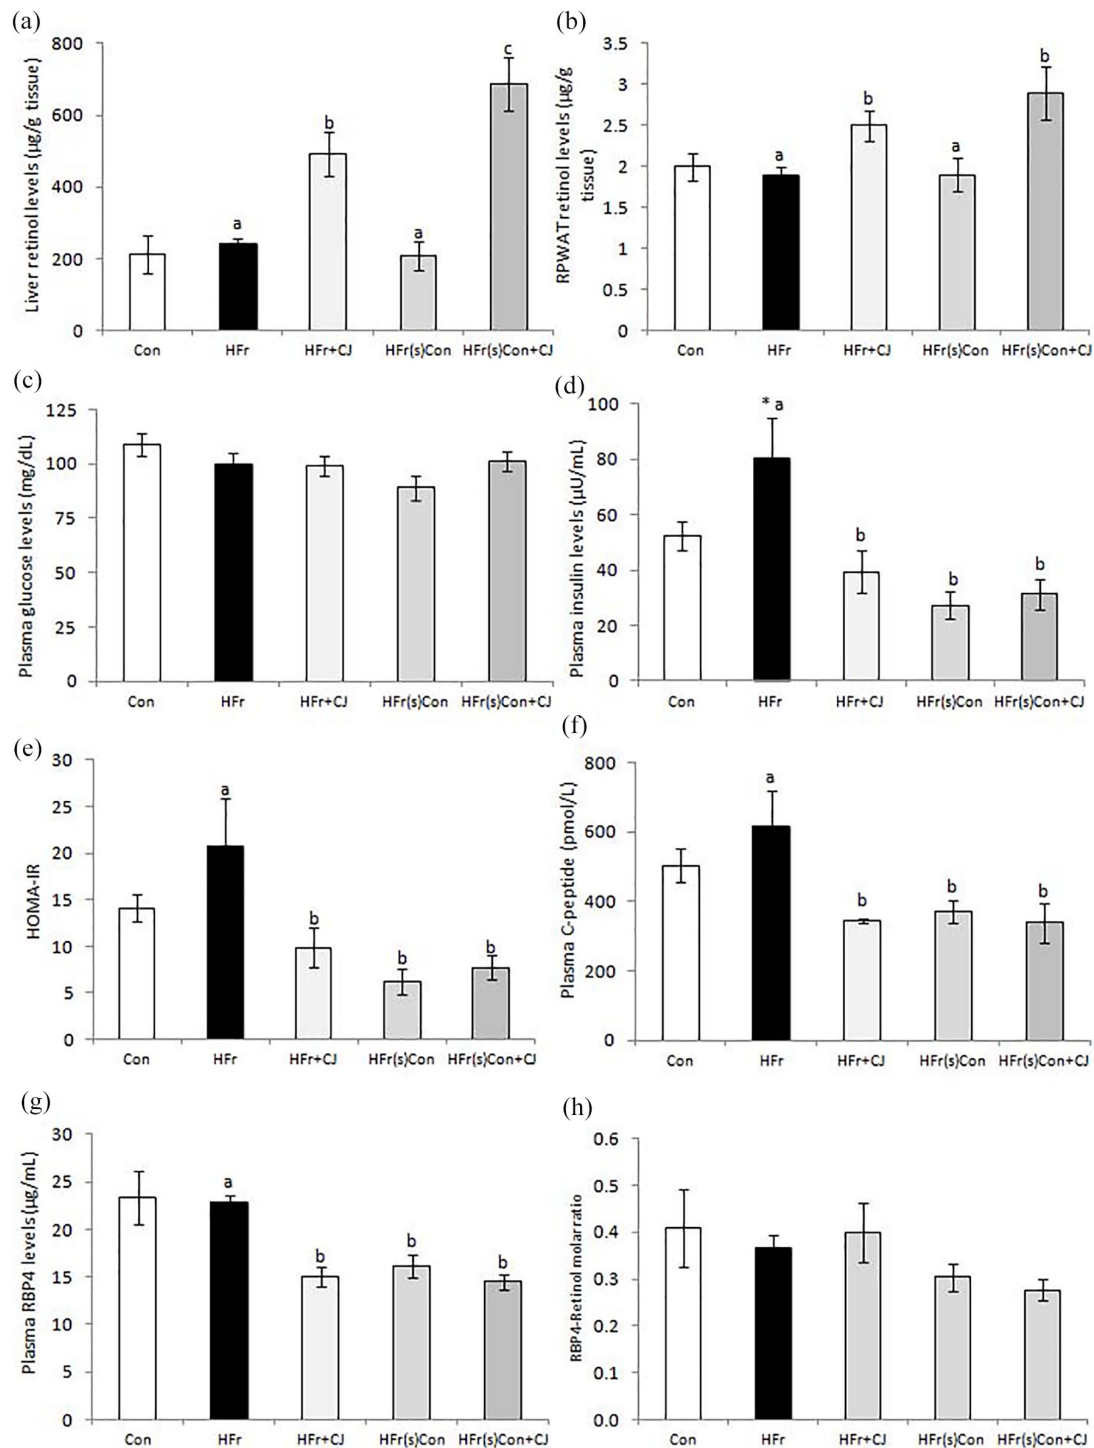 (a)
Liver retinol levels (µg/g tissue)
800
600
400
200
0
a
b
a
c
Con HFr HFr+CJ HFr(s)Con HFr(s)Con+CJ
(b)
RPWAT retinol levels (µg/g
tissue)
3.5
3
2.5
2
1.5
1
0.5
0
a
b
a
b
Con HFr HFr+CJ HFr(s)Con HFr(s)Con+CJ
(c)
Plasma glucose levels (mg/dL)
125
100
75
50
25
0
Con HFr HFr+CJ HFr(s)Con HFr(s)Con+CJ
(d)
Plasma insulin levels (µU/mL)
100
80
60
40
20
0
* a
b
b
b
Con HFr HFr+CJ HFr(s)Con HFr(s)Con+CJ
(e)
HOMA-IR
30
25
20
15
10
5
0
a
b
b
b
Con HFr HFr+CJ HFr(s)Con HFr(s)Con+CJ
(f)
Plasma C-peptide (pmol/L)
800
600
400
200
0
a
b
b
b
Con HFr HFr+CJ HFr(s)Con HFr(s)Con+CJ
(g)
Plasma RBP4 levels (µg/mL)
30
25
20
15
10
5
0
a
b
b
b
Con HFr HFr+CJ HFr(s)Con HFr(s)Con+CJ
(h)
RBP4-Retinol molar ratio
0.6
0.5
0.4
0.3
0.2
0.1
0.0
Con HFr HFr+CJ HFr(s)Con HFr(s)Con+CJ